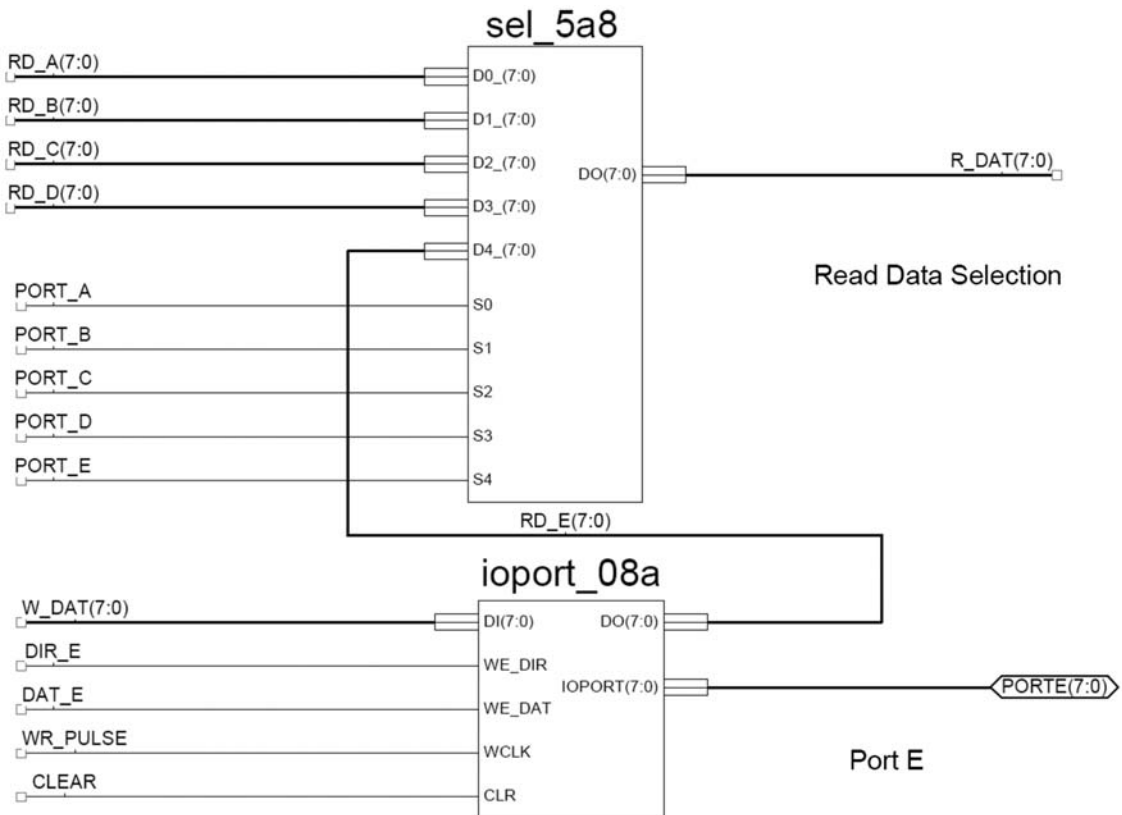 sel_5a8
RD_A(7:0)
D0_(7:0)
RD_B(7:0)
D1_(7:0)
RD_C(7:0)
D2_(7:0)
DO(7:0)
R_DAT(7:0)
RD_D(7:0)
D3_(7:0)
D4_(7:0)
Read Data Selection
PORT_A
S0
PORT_B
S1
PORT_C
S2
PORT_D
S3
PORT_E
S4
RD_E(7:0)
ioport_08a
W_DAT(7:0)
DI(7:0)
DO(7:0)
DIR_E
WE_DIR
IOPORT(7:0)
PORTE(7:0)
DAT_E
WE_DAT
WR_PULSE
WCLK
Port E
CLEAR
CLR